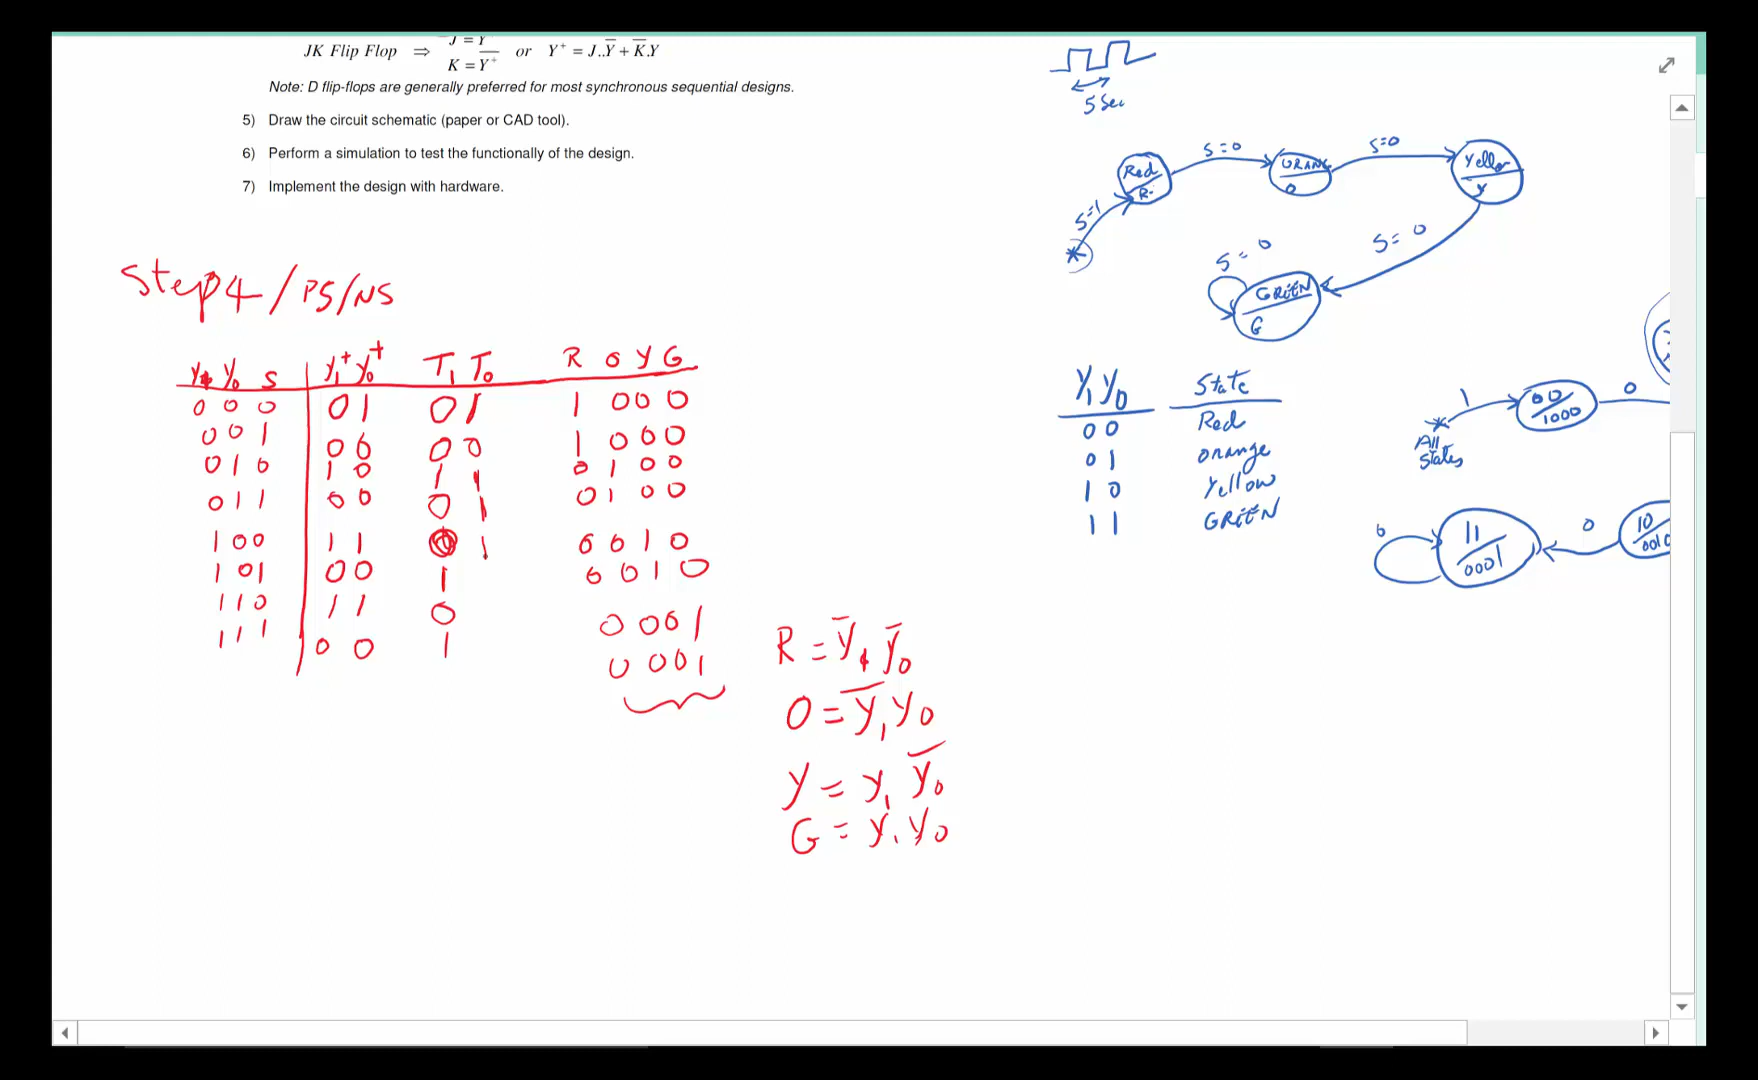 J = Y⁺
JK Flip Flop ⇒ or Y⁺ = J..Y̅ + K̅.Y
K = Y̅⁺
Note: D flip-flops are generally preferred for most synchronous sequential designs.
5) Draw the circuit schematic (paper or CAD tool).
6) Perform a simulation to test the functionally of the design.
7) Implement the design with hardware.
5 Sec
S=1
Red
R
S=0
ORANG
O
S=0
Yellow
Y
S=0
S=0
GREEN
G
Step 4 / PS/NS
Y₁ Y₀ S Y₁⁺ Y₀⁺ T₁ T₀ R O Y G
0 0 0 0 1 0 1 1 0 0 0
0 0 1 0 0 0 0 1 0 0 0
0 1 0 1 0 1 1 0 1 0 0
0 1 1 0 0 0 1 0 1 0 0
1 0 0 1 1 0 1 0 0 1 0
1 0 1 0 0 1 0 0 1 0
1 1 0 1 1 0 0 0 0 1
1 1 1 0 0 1 0 0 0 1
R = Y̅₁ Y̅₀
O = Y̅₁ Y₀
Y = Y₁ Y̅₀
G = Y₁ Y₀
Y₁ Y₀ State
0 0 Red
0 1 orange
1 0 Yellow
1 1 GREEN
* All States
1
00
1000
0
0
11
0001
0
10
0010